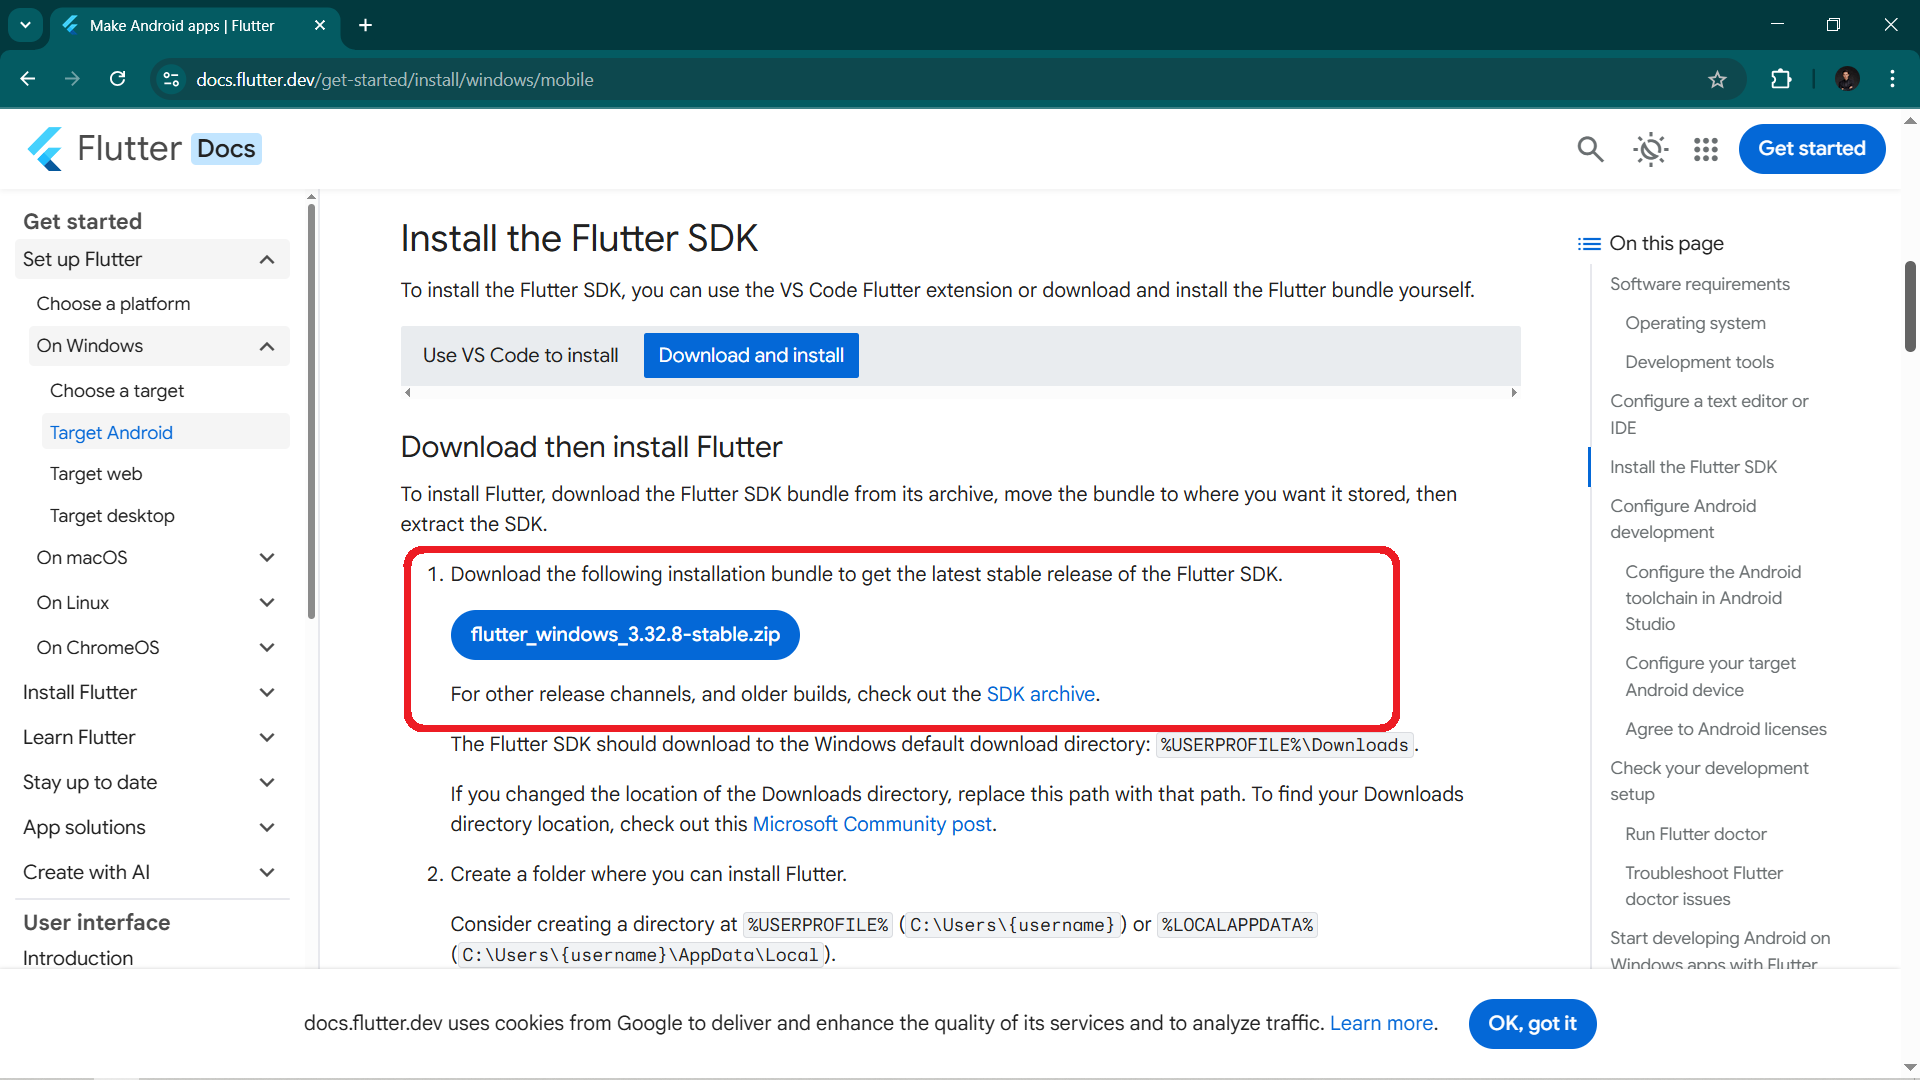 Make Android apps | Flutter
docs.flutter.dev/get-started/install/windows/mobile
Flutter Docs
Get started
Get started
Set up Flutter
Choose a platform
On Windows
Choose a target
Target Android
Target web
Target desktop
On macOS
On Linux
On ChromeOS
Install Flutter
Learn Flutter
Stay up to date
App solutions
Create with AI
User interface
Introduction
Install the Flutter SDK
To install the Flutter SDK, you can use the VS Code Flutter extension or download and install the Flutter bundle yourself.
Use VS Code to install
Download and install
Download then install Flutter
To install Flutter, download the Flutter SDK bundle from its archive, move the bundle to where you want it stored, then
extract the SDK.
1. Download the following installation bundle to get the latest stable release of the Flutter SDK.
flutter_windows_3.32.8-stable.zip
For other release channels, and older builds, check out the SDK archive.
The Flutter SDK should download to the Windows default download directory: %USERPROFILE%\Downloads.
If you changed the location of the Downloads directory, replace this path with that path. To find your Downloads
directory location, check out this Microsoft Community post.
2. Create a folder where you can install Flutter.
Consider creating a directory at %USERPROFILE% (C:\Users\{username}) or %LOCALAPPDATA%
(C:\Users\{username}\AppData\Local).
On this page
Software requirements
Operating system
Development tools
Configure a text editor or
IDE
Install the Flutter SDK
Configure Android
development
Configure the Android
toolchain in Android
Studio
Configure your target
Android device
Agree to Android licenses
Check your development
setup
Run Flutter doctor
Troubleshoot Flutter
doctor issues
Start developing Android on
Windows apps with Flutter
docs.flutter.dev uses cookies from Google to deliver and enhance the quality of its services and to analyze traffic. Learn more.
OK, got it